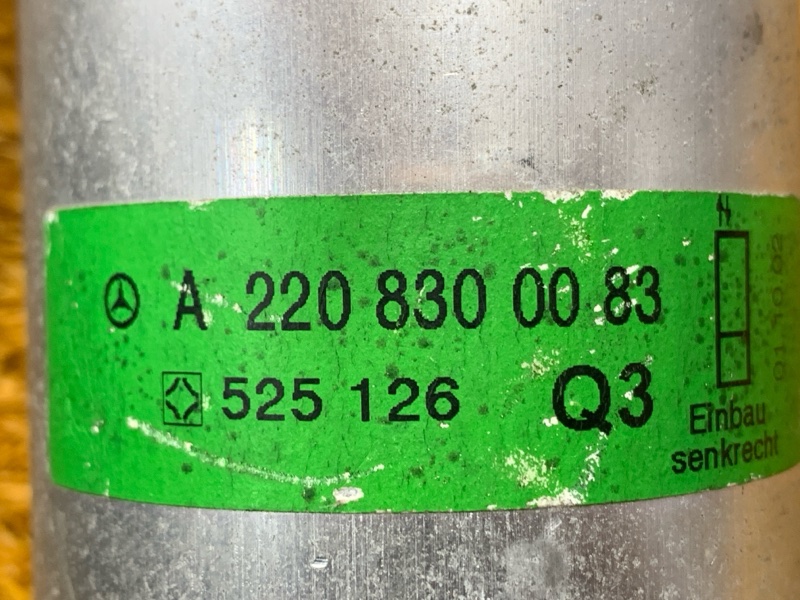 A 220 830 00 83
525 126 Q3
Einbau
senkrecht